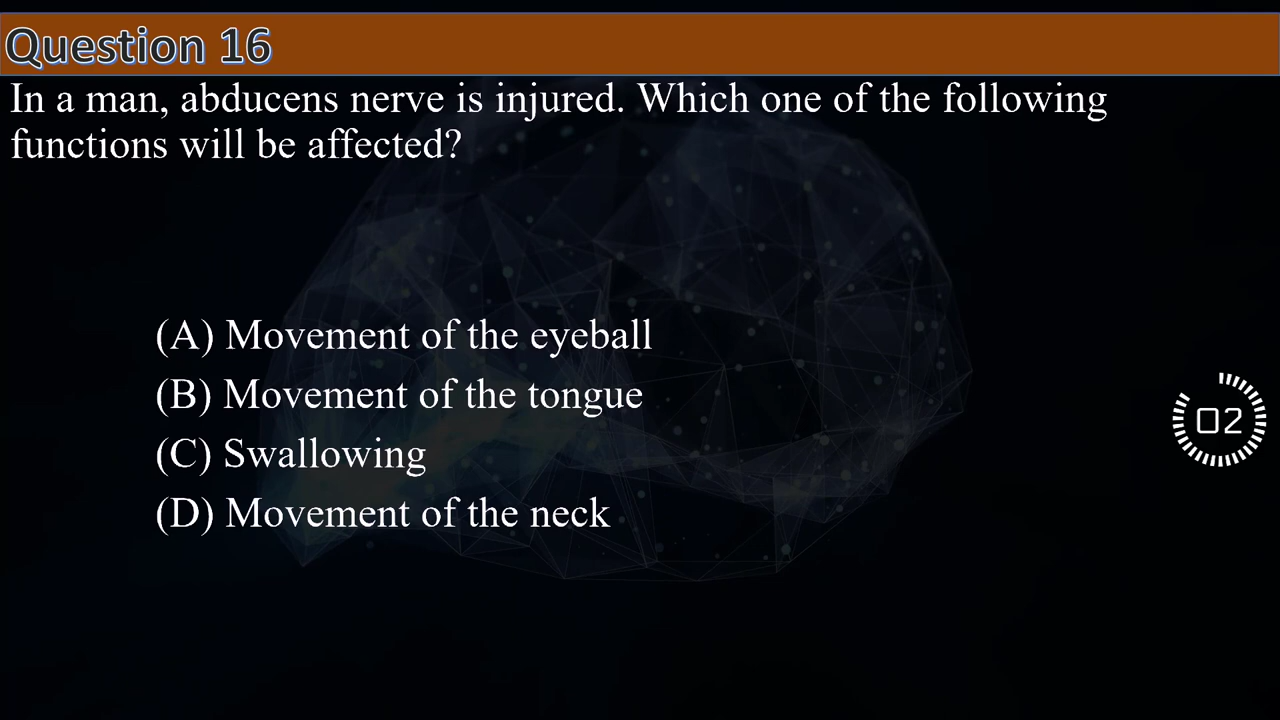 Question 16
In a man, abducens nerve is injured. Which one of the following
functions will be affected?
(A) Movement of the eyeball
(B) Movement of the tongue
(C) Swallowing
(D) Movement of the neck
02